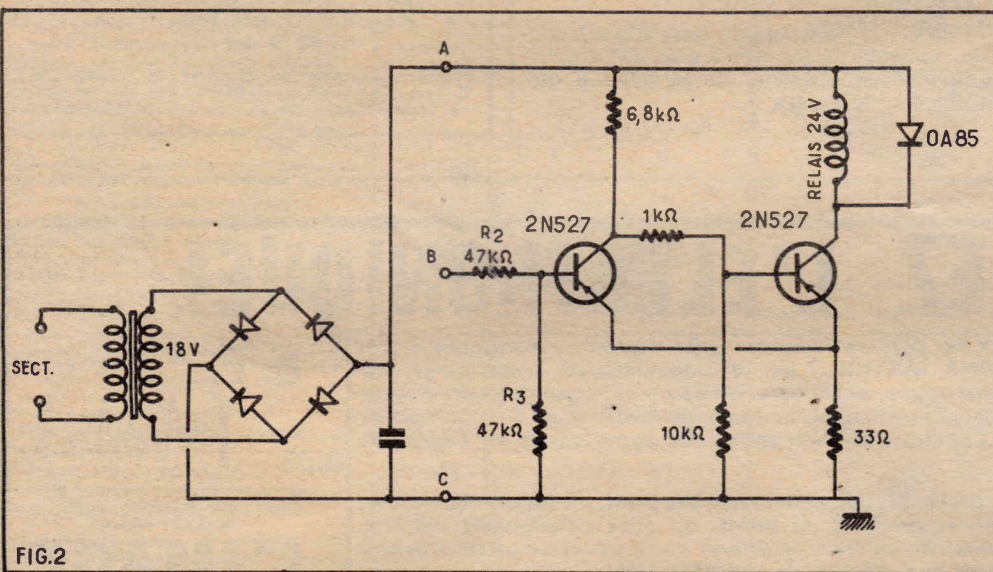 A
6,8kΩ
RELAIS 24V
OA85
2N527
1kΩ
2N527
R2
47kΩ
B
18V
SECT.
R3
47kΩ
10kΩ
33Ω
C
FIG.2